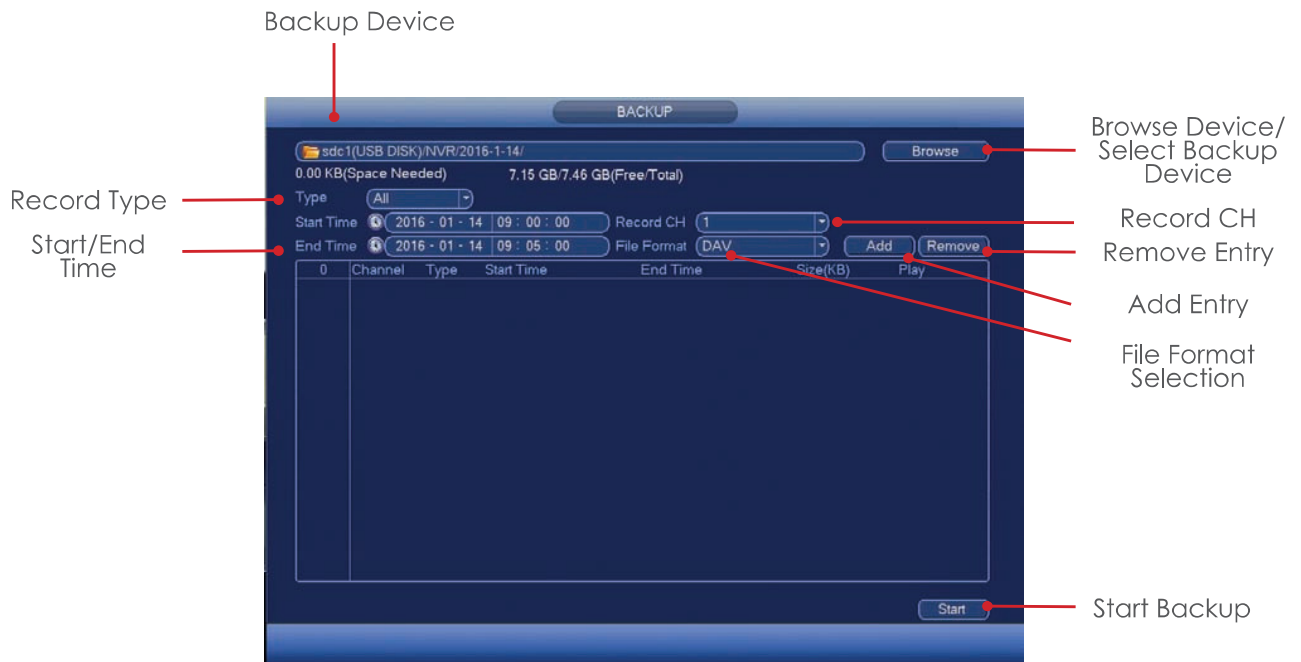 Backup Device
BACKUP
sdc1(USB DISK)/NVR/2016-1-14/
Browse
Browse Device/
Select Backup
Device
0.00 KB(Space Needed) 7.15 GB/7.46 GB(Free/Total)
Record Type
Type All
Start Time 2016 - 01 - 14 09 : 00 : 00 Record CH 1
Record CH
Start/End
Time
End Time 2016 - 01 - 14 09 : 05 : 00 File Format DAV Add Remove
Remove Entry
0 Channel Type Start Time End Time Size(KB) Play
Add Entry
File Format
Selection
Start
Start Backup